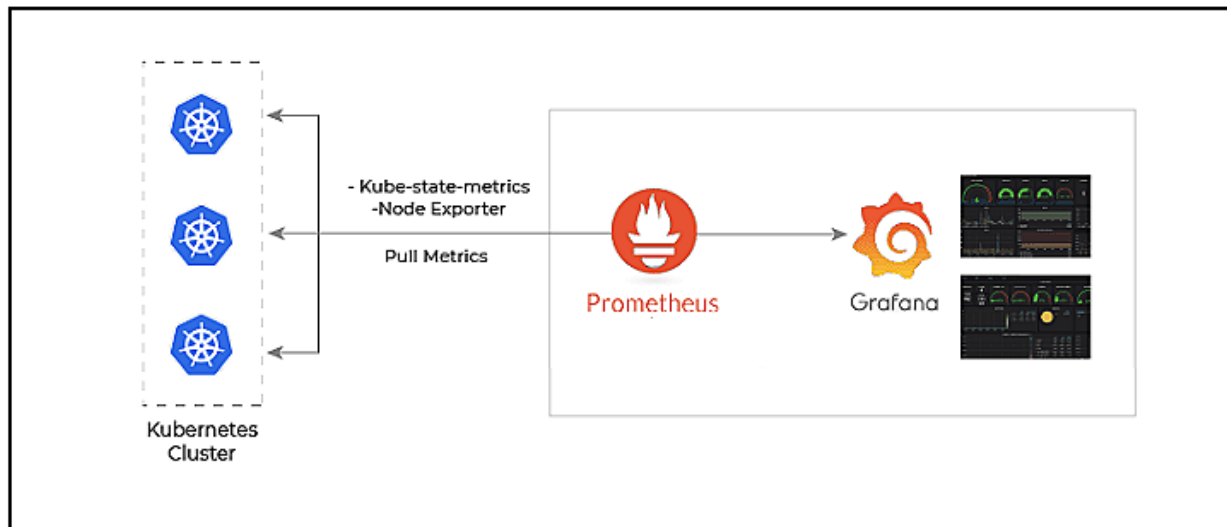 - Kube-state-metrics
-Node Exporter
Pull Metrics
Prometheus
Grafana
Kubernetes
Cluster